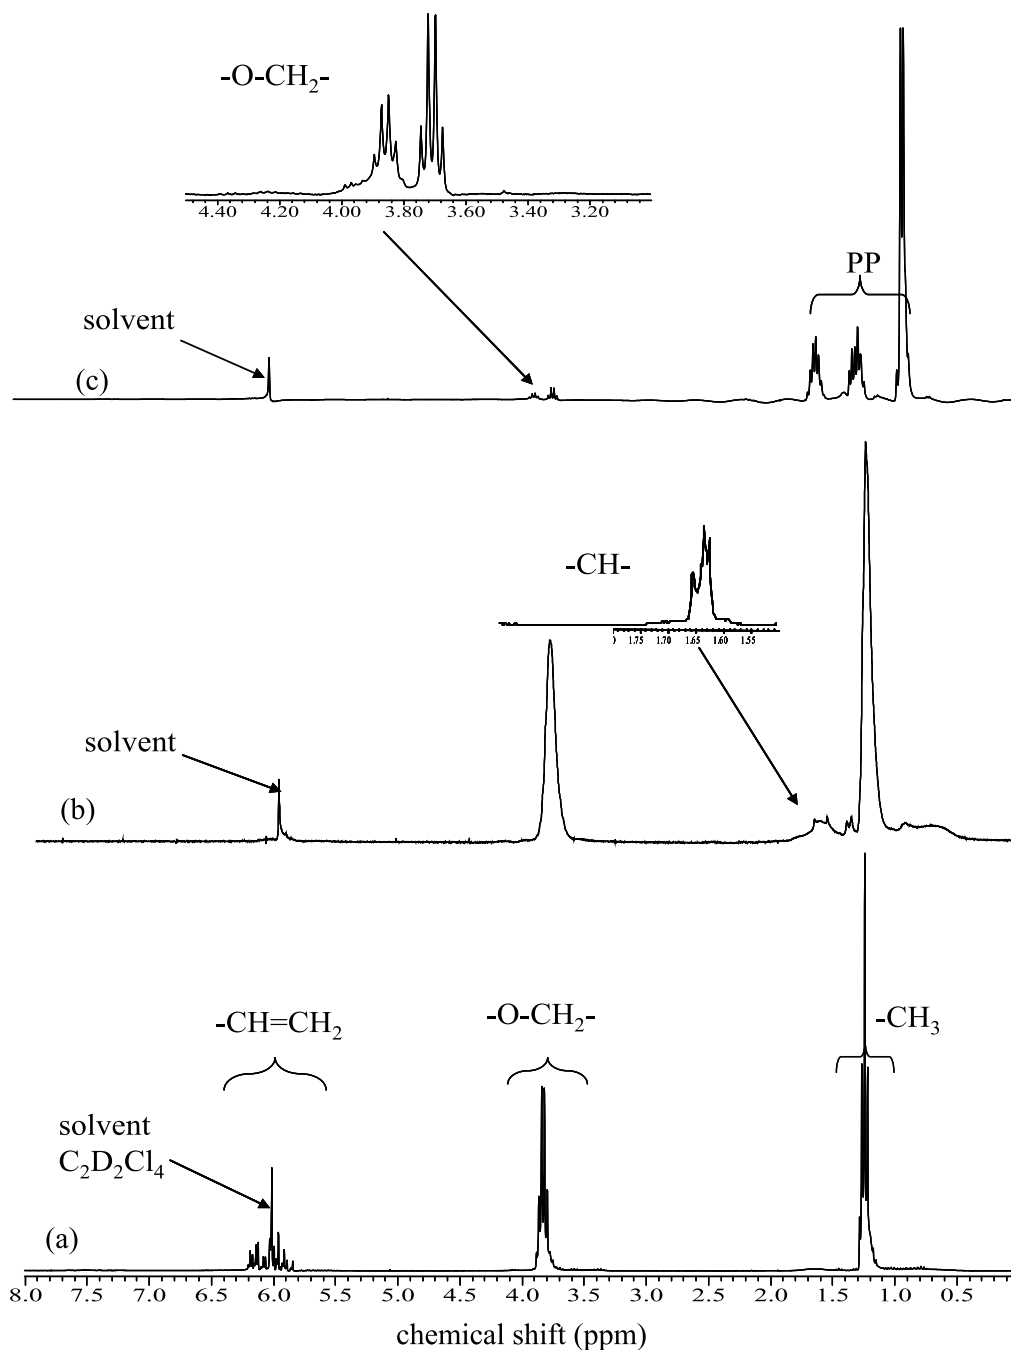 -O-CH2-
4.40 4.20 4.00 3.80 3.60 3.40 3.20
PP
solvent
(c)
-CH-
1.75 1.70 1.65 1.60 1.55
solvent
(b)
-CH=CH2
-O-CH2-
-CH3
solvent
C2D2Cl4
(a)
8.0 7.5 7.0 6.5 6.0 5.5 5.0 4.5 4.0 3.5 3.0 2.5 2.0 1.5 1.0 0.5
chemical shift (ppm)